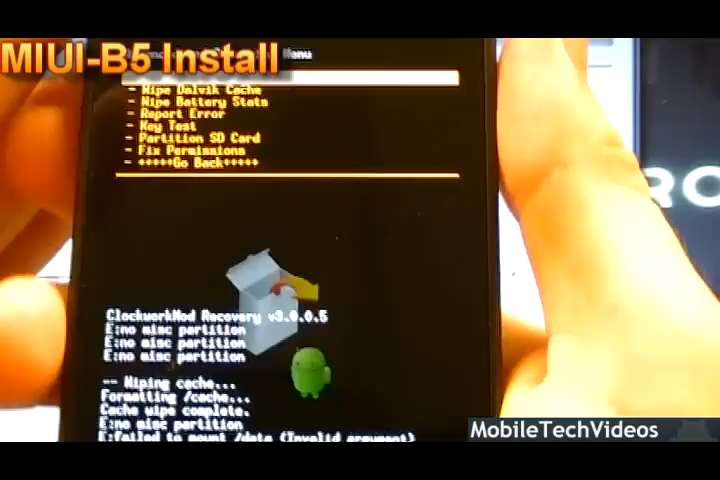 MIUI-B5 Install
Menu
- Wipe Dalvik Cache
- Wipe Battery Stats
- Report Error
- Key Test
- Partition SD Card
- Fix Permissions
- *****Go Back*****
RO
ClockworkMod Recovery v3.0.0.5
E:no misc partition
E:no misc partition
E:no misc partition
-- Wiping cache...
Formatting /cache...
Cache wipe complete.
E:no misc partition
E:failed to mount /data (Invalid argument)
MobileTechVideos